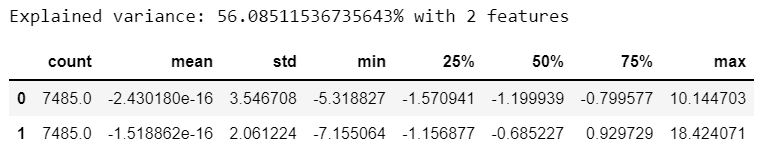 Explained variance: 56.08511536735643% with 2 features
count mean std min 25% 50% 75% max
0 7485.0 -2.430180e-16 3.546708 -5.318827 -1.570941 -1.199939 -0.799577 10.144703
1 7485.0 -1.518862e-16 2.061224 -7.155064 -1.156877 -0.685227 0.929729 18.424071